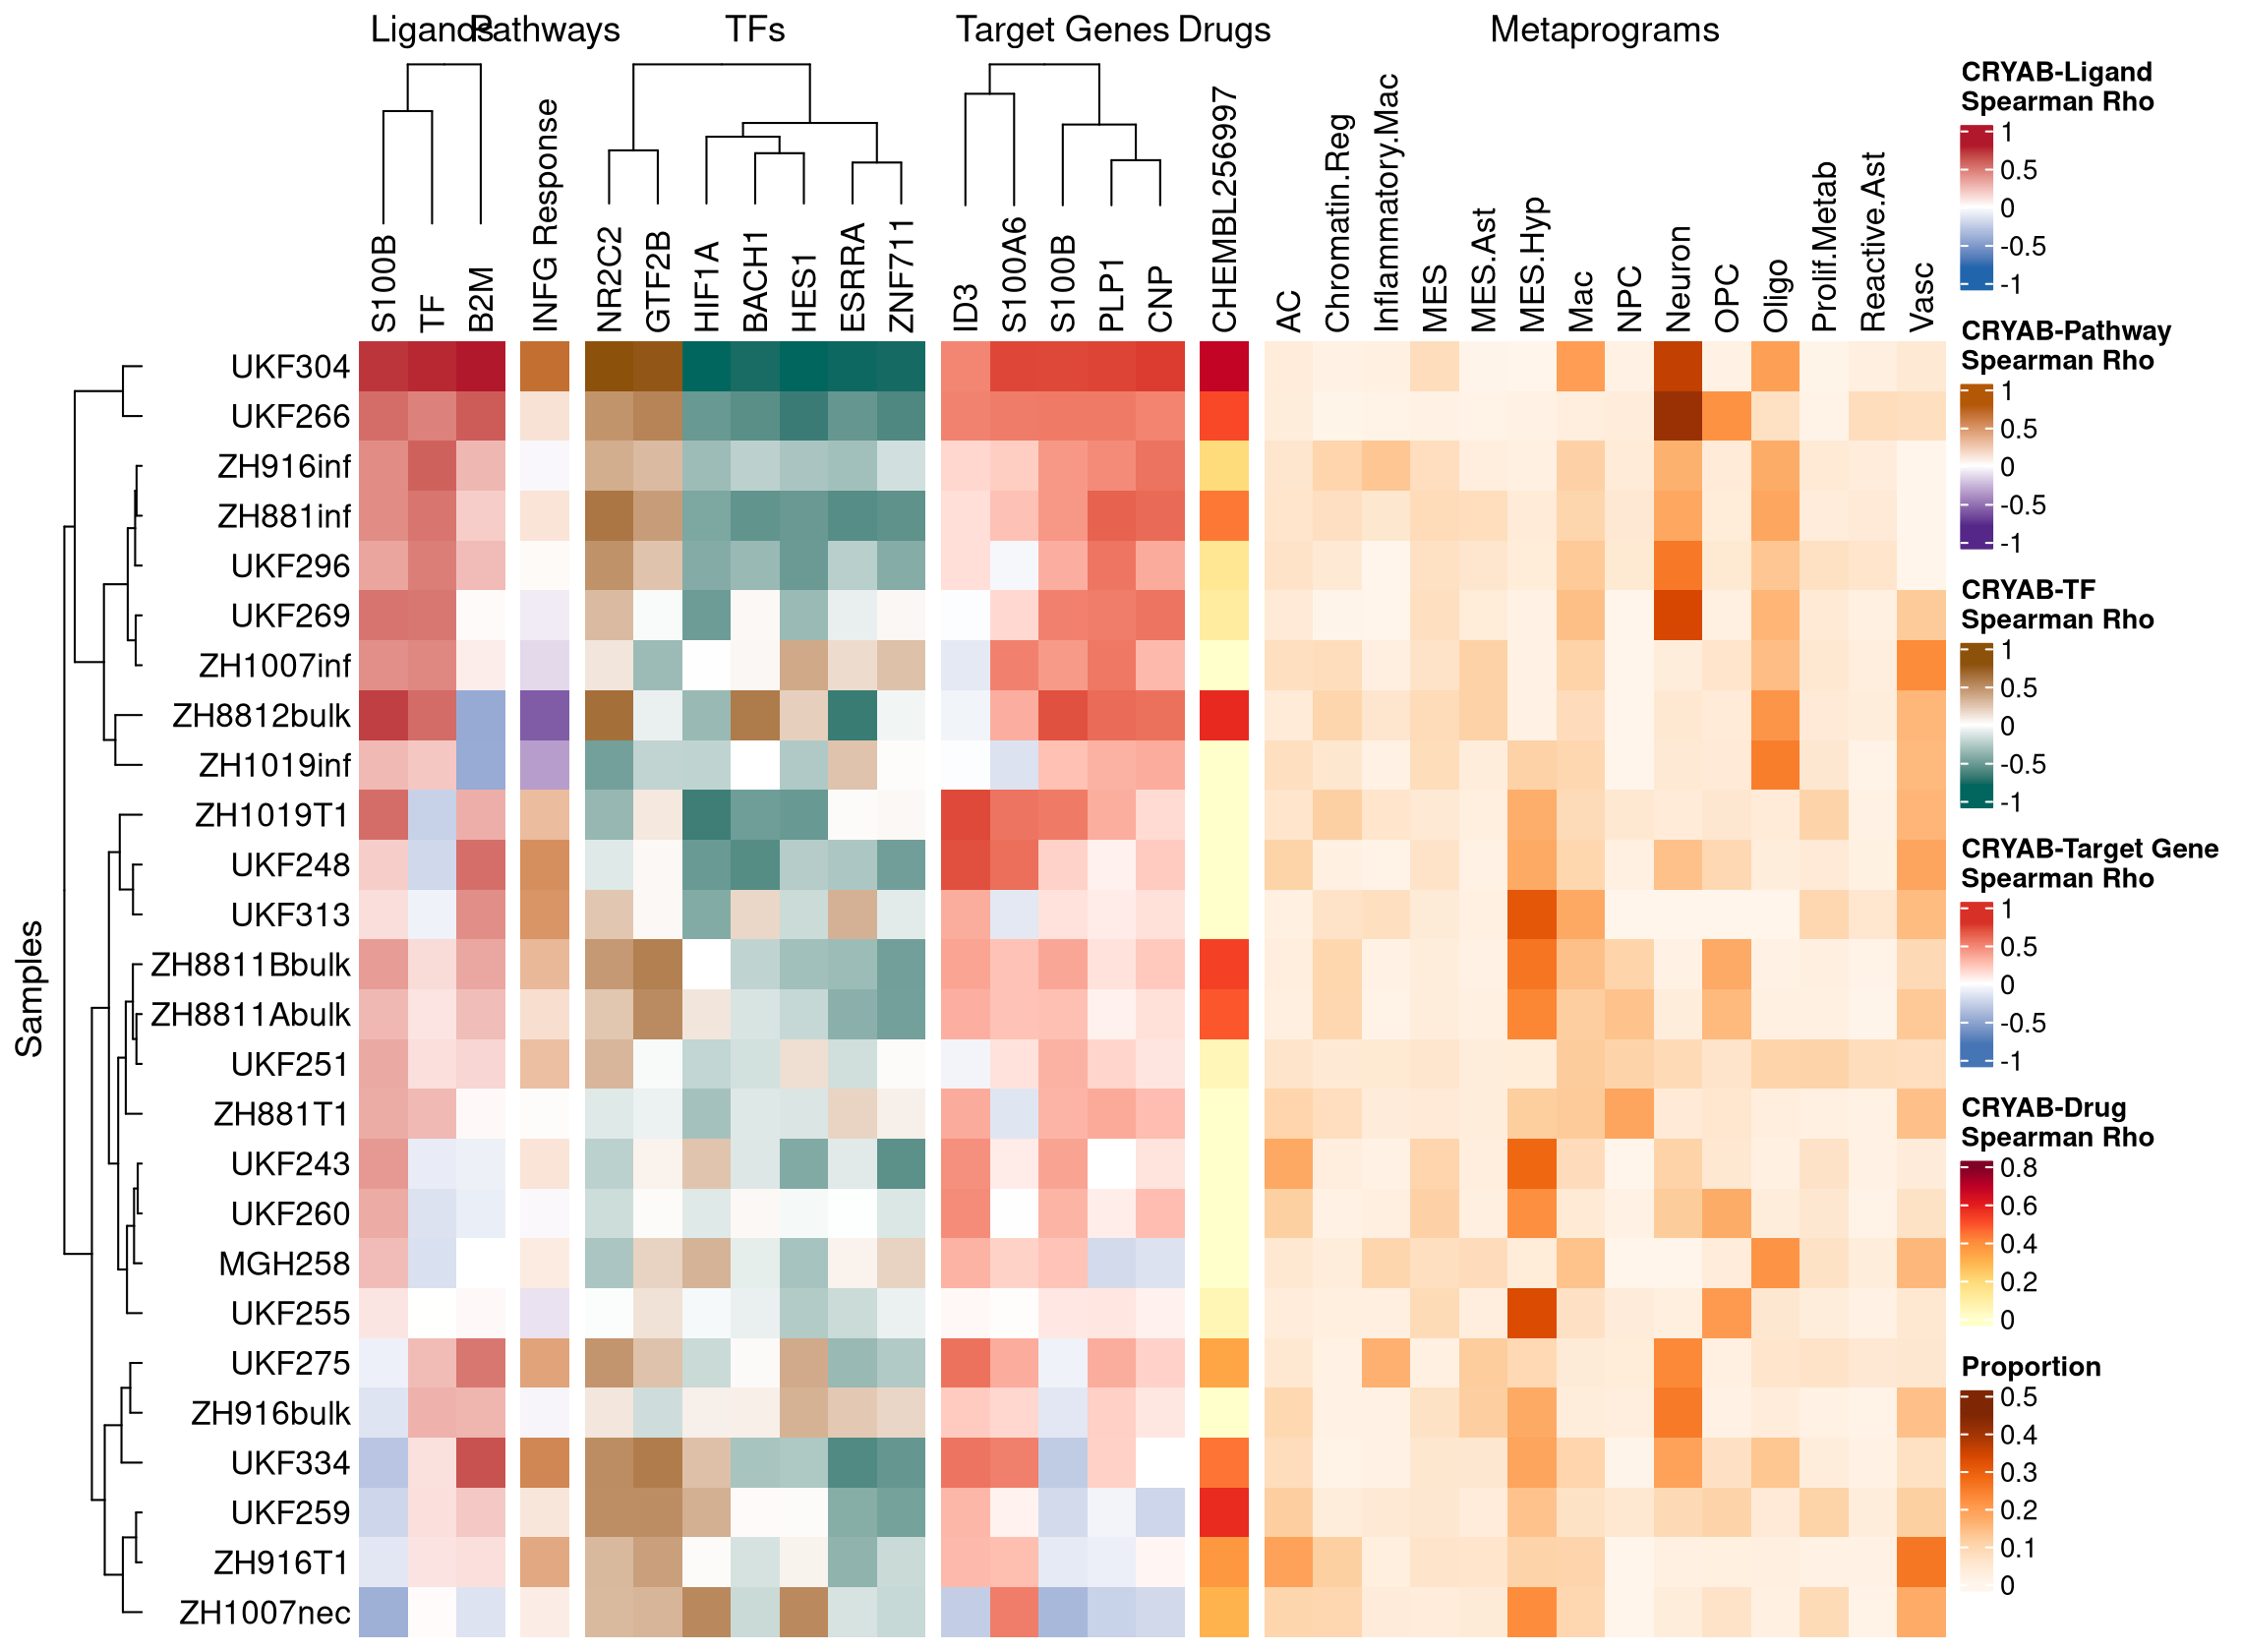 Ligands Pathways TFs Target Genes Drugs Metaprograms
S100B
TF
B2M
INFG Response
NR2C2
GTF2B
HIF1A
BACH1
HES1
ESRRA
ZNF711
ID3
S100A6
S100B
PLP1
CNP
CHEMBL256997
AC
Chromatin.Reg
Inflammatory.Mac
MES
MES.Ast
MES.Hyp
Mac
NPC
Neuron
OPC
Oligo
Prolif.Metab
Reactive.Ast
Vasc
Samples
UKF304
UKF266
ZH916inf
ZH881inf
UKF296
UKF269
ZH1007inf
ZH8812bulk
ZH1019inf
ZH1019T1
UKF248
UKF313
ZH8811Bbulk
ZH8811Abulk
UKF251
ZH881T1
UKF243
UKF260
MGH258
UKF255
UKF275
ZH916bulk
UKF334
UKF259
ZH916T1
ZH1007nec
CRYAB-Ligand
Spearman Rho
1
0.5
0
-0.5
-1
CRYAB-Pathway
Spearman Rho
1
0.5
0
-0.5
-1
CRYAB-TF
Spearman Rho
1
0.5
0
-0.5
-1
CRYAB-Target Gene
Spearman Rho
1
0.5
0
-0.5
-1
CRYAB-Drug
Spearman Rho
0.8
0.6
0.4
0.2
0
Proportion
0.5
0.4
0.3
0.2
0.1
0